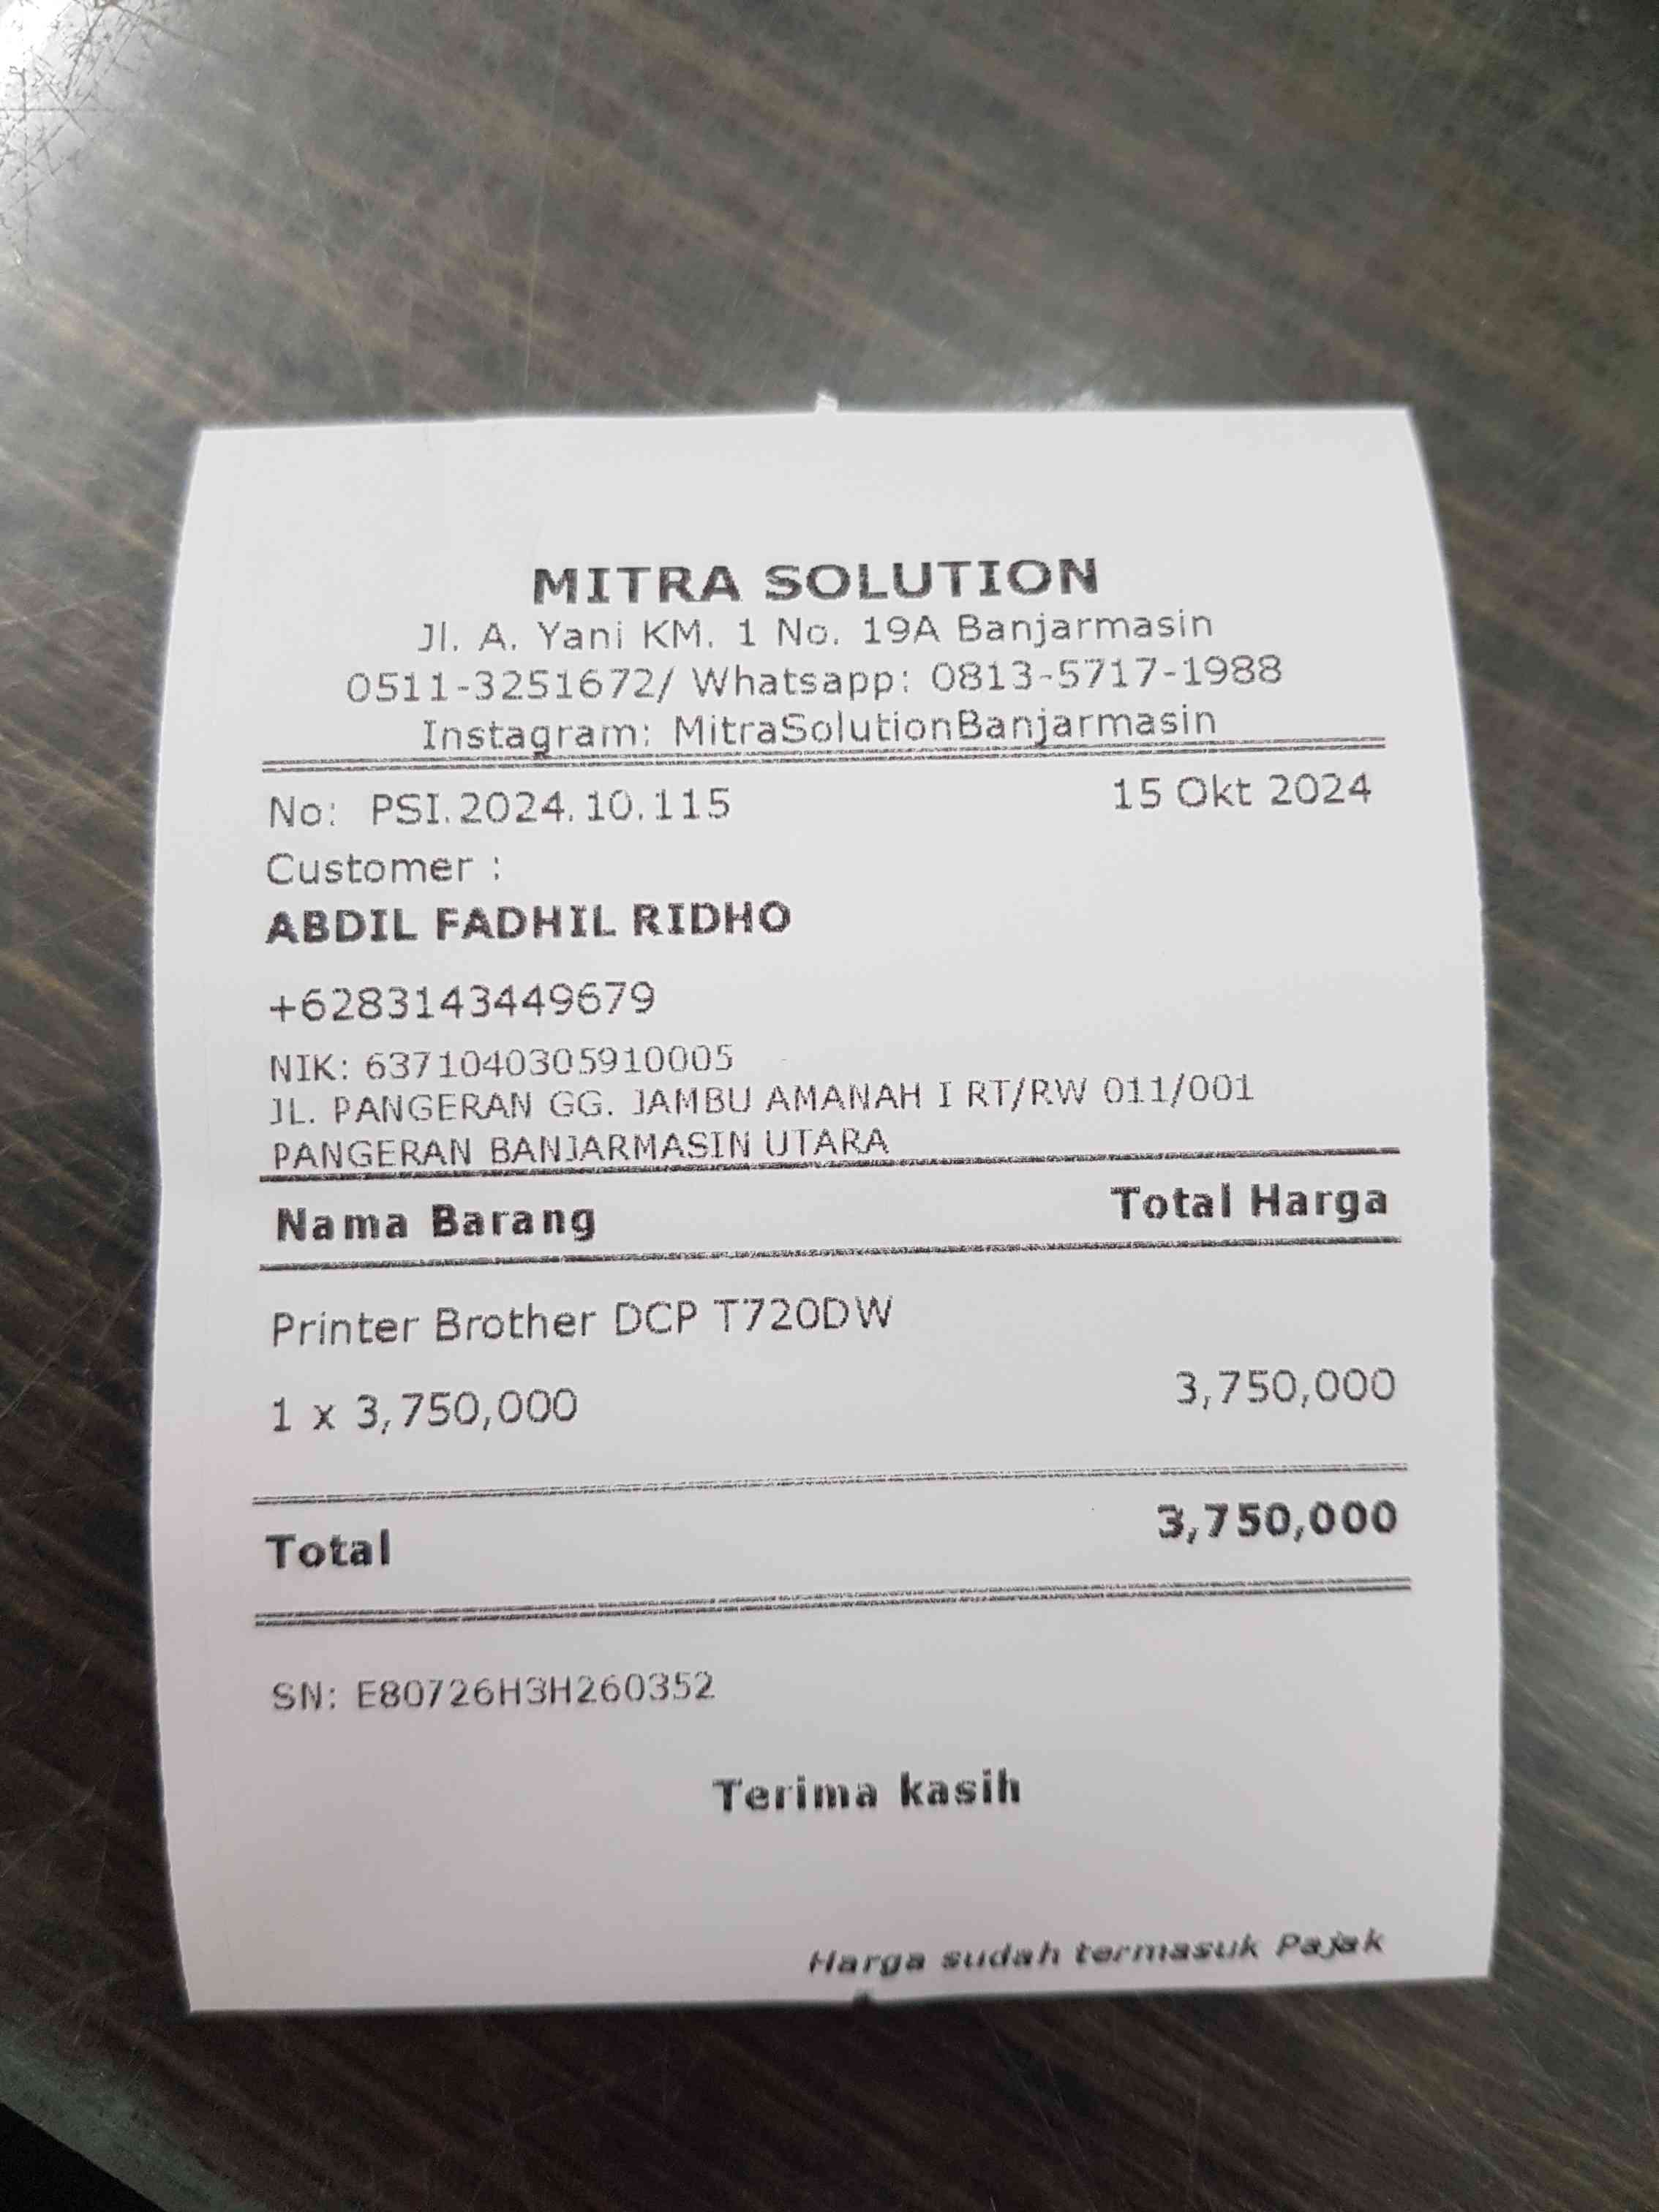 MITRA SOLUTION
Jl. A. Yani KM. 1 No. 19A Banjarmasin
0511-3251672/ Whatsapp: 0813-5717-1988
Instagram: MitraSolutionBanjarmasin
No: PSI.2024.10.115 15 Okt 2024
Customer :
ABDIL FADHIL RIDHO
+6283143449679
NIK: 6371040305910005
JL. PANGERAN GG. JAMBU AMANAH I RT/RW 011/001
PANGERAN BANJARMASIN UTARA
Nama Barang Total Harga
Printer Brother DCP T720DW
1 x 3,750,000 3,750,000
Total 3,750,000
SN: E80726H3H260352
Terima kasih
Harga sudah termasuk Pajak